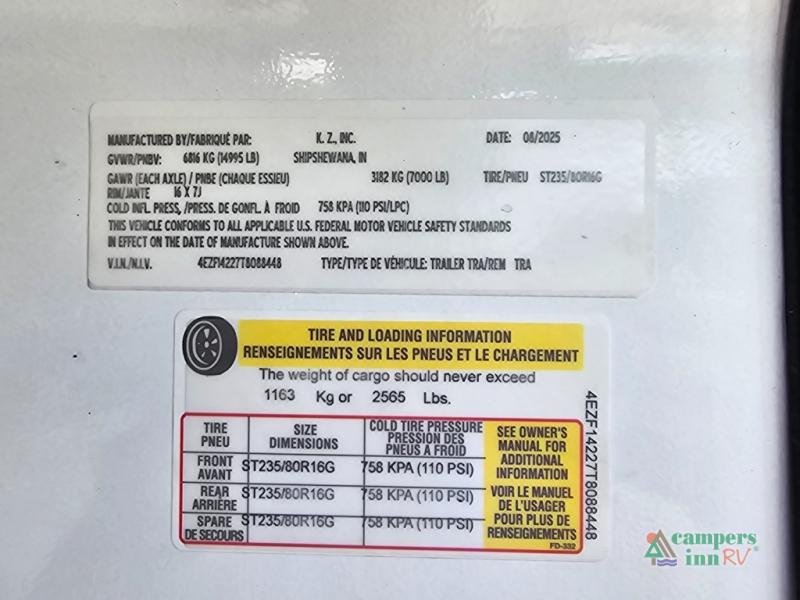 MANUFACTURED BY/FABRIQUÉ PAR: K. Z., INC. DATE: 08/2025
GVWR/PNBV: 6816 KG (14995 LB) SHIPSHEWANA, IN
GAWR (EACH AXLE) / PNBE (CHAQUE ESSIEU) 3182 KG (7000 LB) TIRE/PNEU ST235/80R16G
RIM/JANTE 16 X 7J
COLD INFL. PRESS, /PRESS. DE GONFL. À FROID 758 KPA (110 PSI/LPC)
THIS VEHICLE CONFORMS TO ALL APPLICABLE U.S. FEDERAL MOTOR VEHICLE SAFETY STANDARDS
IN EFFECT ON THE DATE OF MANUFACTURE SHOWN ABOVE.
V.I.N./N.I.V. 4EZF14227T8088448 TYPE/TYPE DE VÉHICULE: TRAILER TRA/REM TRA
TIRE AND LOADING INFORMATION
RENSEIGNEMENTS SUR LES PNEUS ET LE CHARGEMENT
The weight of cargo should never exceed
1163 Kg or 2565 Lbs.
TIRE
PNEU
SIZE
DIMENSIONS
COLD TIRE PRESSURE
PRESSION DES
PNEUS A FROID
FRONT
AVANT
ST235/80R16G
758 KPA (110 PSI)
REAR
ARRIÈRE
ST235/80R16G
758 KPA (110 PSI)
SPARE
DE SECOURS
ST235/80R16G
758 KPA (110 PSI)
SEE OWNER'S
MANUAL FOR
ADDITIONAL
INFORMATION
VOIR LE MANUEL
DE L'USAGER
POUR PLUS DE
RENSEIGNEMENTS
FD-332
4EZF14227T8088448
campers
inn RV®